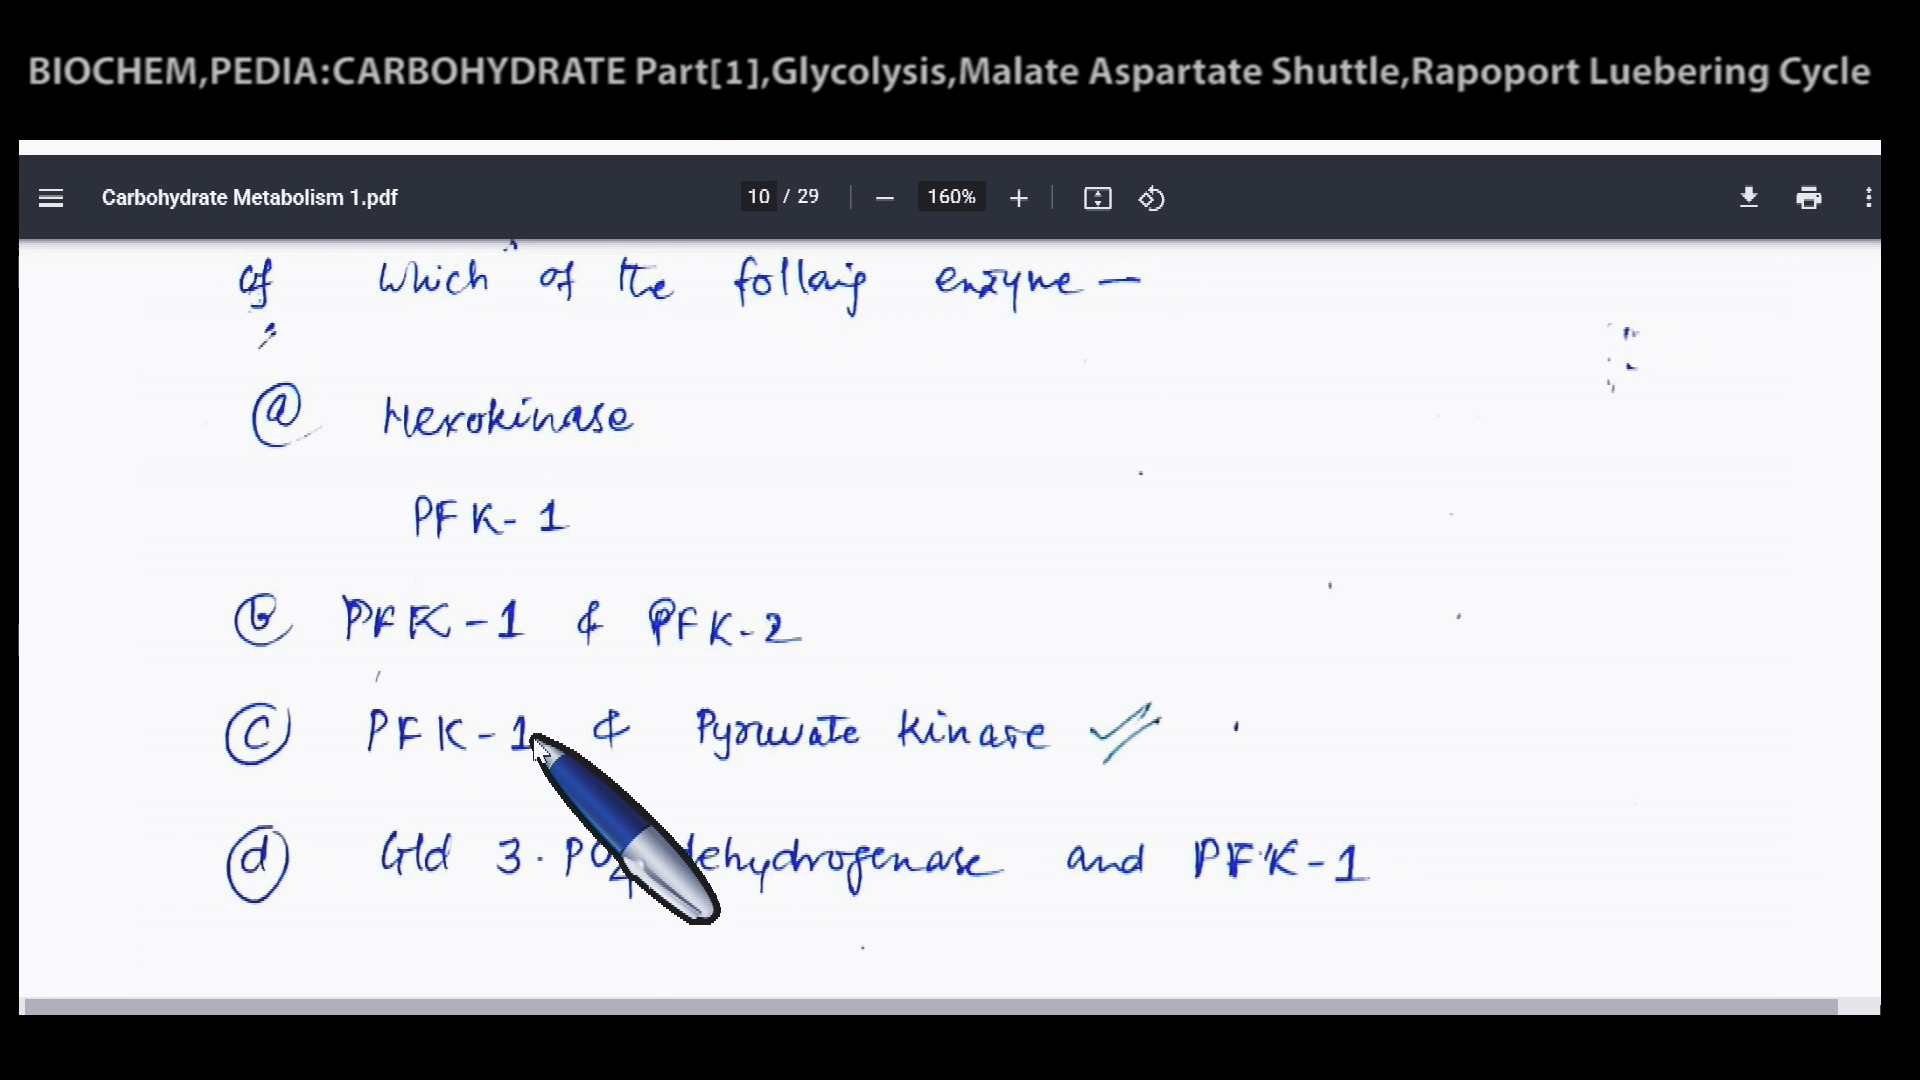 BIOCHEM,PEDIA:CARBOHYDRATE Part[1],Glycolysis,Malate Aspartate Shuttle,Rapoport Luebering Cycle
Carbohydrate Metabolism 1.pdf 10 / 29 — 160% +
of which of the follaig enzyme —
(a) Hexokinase
PFK-1
(b) PFK-1 & PFK-2
(c) PFK-1 & Pyruvate kinase
(d) Gld 3.PO4 dehydrogenase and PFK-1